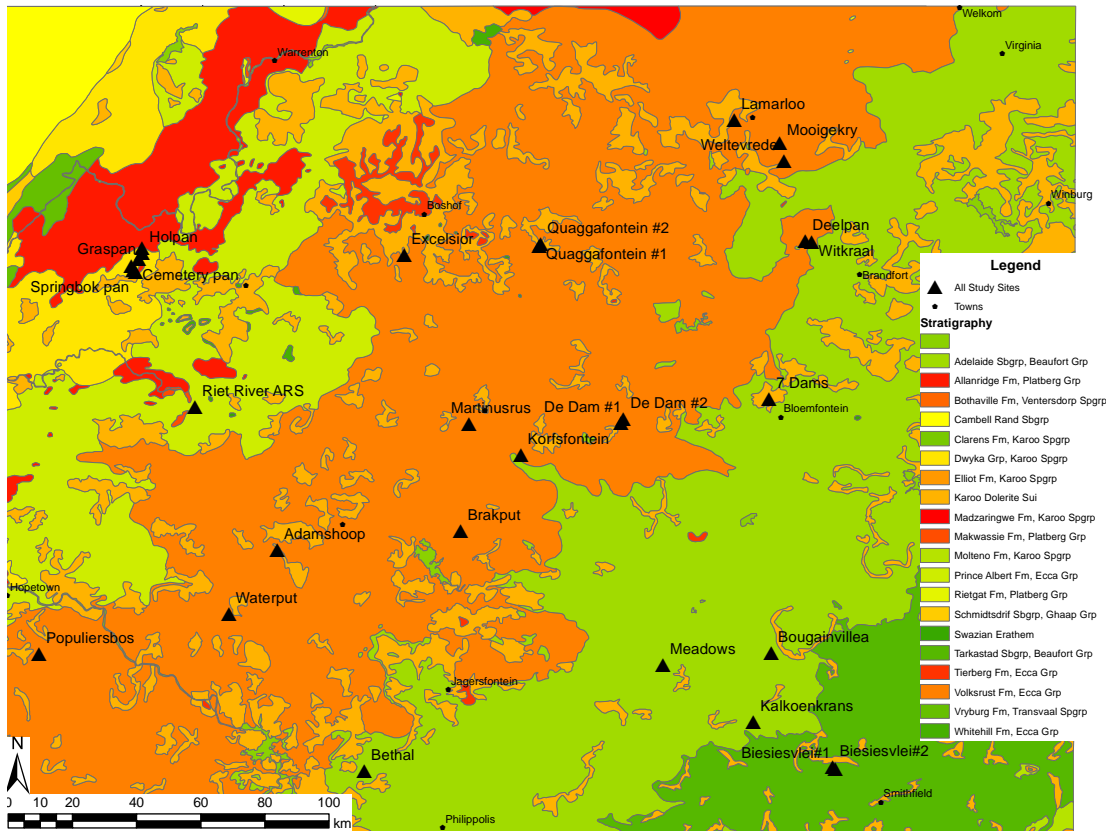 Welkom
Virginia
Warrenton
Lamarloo
Mooigekry
Weltevrede
Winburg
Boshof
Deelpan
Quaggafontein #2
Holpan
Excelsior
Graspan
Quaggafontein #1
Witkraal
Cemetery pan
Brandfort
Springbok pan
7 Dams
Riet River ARS
De Dam #1
De Dam #2
Martinusrus
Bloemfontein
Korfsfontein
Brakput
Adamshoop
Hopetown
Waterput
Populiersbos
Bougainvillea
Meadows
Jagersfontein
Kalkoenkrans
Bethal
Biesiesvlei#1
Biesiesvlei#2
Smithfield
Philippolis
N
0 10 20 40 60 80 100
km
Legend
All Study Sites
Towns
Stratigraphy
Adelaide Sbgrp, Beaufort Grp
Allanridge Fm, Platberg Grp
Bothaville Fm, Ventersdorp Spgrp
Cambell Rand Sbgrp
Clarens Fm, Karoo Spgrp
Dwyka Grp, Karoo Spgrp
Elliot Fm, Karoo Spgrp
Karoo Dolerite Sui
Madzaringwe Fm, Karoo Spgrp
Makwassie Fm, Platberg Grp
Molteno Fm, Karoo Spgrp
Prince Albert Fm, Ecca Grp
Rietgat Fm, Platberg Grp
Schmidtsdrif Sbgrp, Ghaap Grp
Swazian Erathem
Tarkastad Sbgrp, Beaufort Grp
Tierberg Fm, Ecca Grp
Volksrust Fm, Ecca Grp
Vryburg Fm, Transvaal Spgrp
Whitehill Fm, Ecca Grp